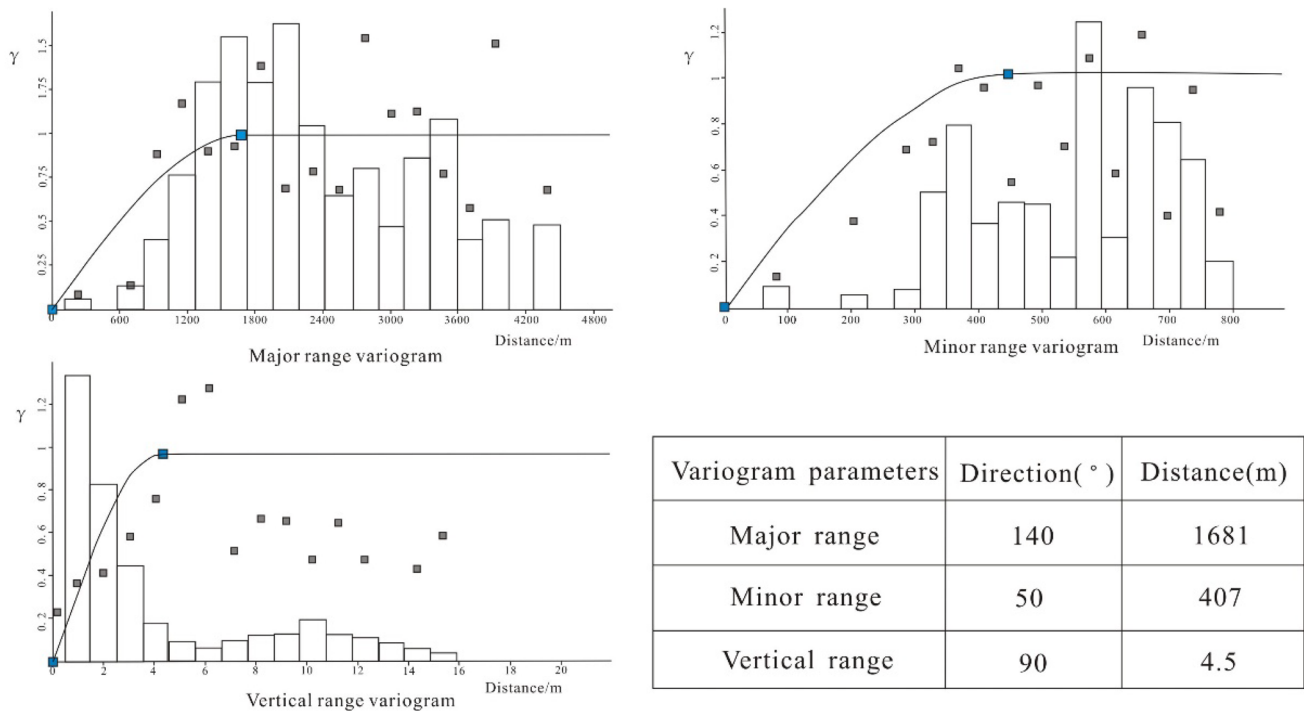 γ
1.5
1.75
1
0.75
0.5
0.25
0 600 1200 1800 2400 3000 3600 4200 4800
Distance/m
Major range variogram
γ
1.2
1
0.8
0.6
0.4
0.2
0 100 200 300 400 500 600 700 800
Minor range variogram Distance/m
γ
1.2
1
0.8
0.6
0.4
0.2
0 2 4 6 8 10 12 14 16 18 20
Distance/m
Vertical range variogram
Variogram parameters Direction(°) Distance(m)
Major range 140 1681
Minor range 50 407
Vertical range 90 4.5